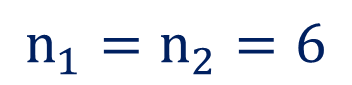 n₁ = n₂ = 6